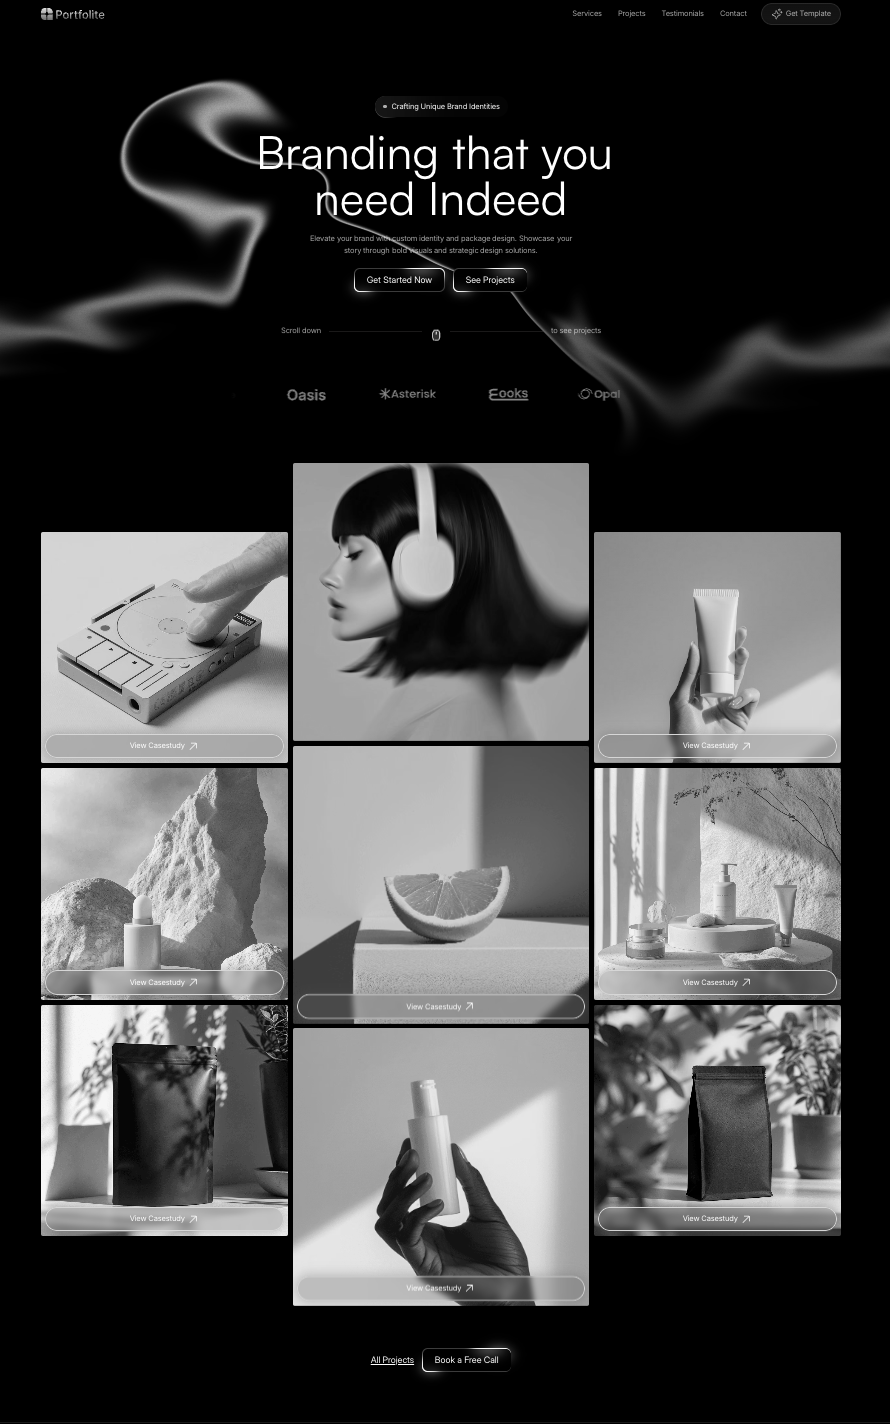 Portfolite
Services Projects Testimonials Contact Get Template
Crafting Unique Brand Identities
Branding that you
need Indeed
Elevate your brand with custom identity and package design. Showcase your
story through bold visuals and strategic design solutions.
Get Started Now See Projects
Scroll down to see projects
Oasis Asterisk Eooks Opal
View Casestudy
View Casestudy
View Casestudy
View Casestudy
View Casestudy
View Casestudy
View Casestudy
View Casestudy
All Projects Book a Free Call